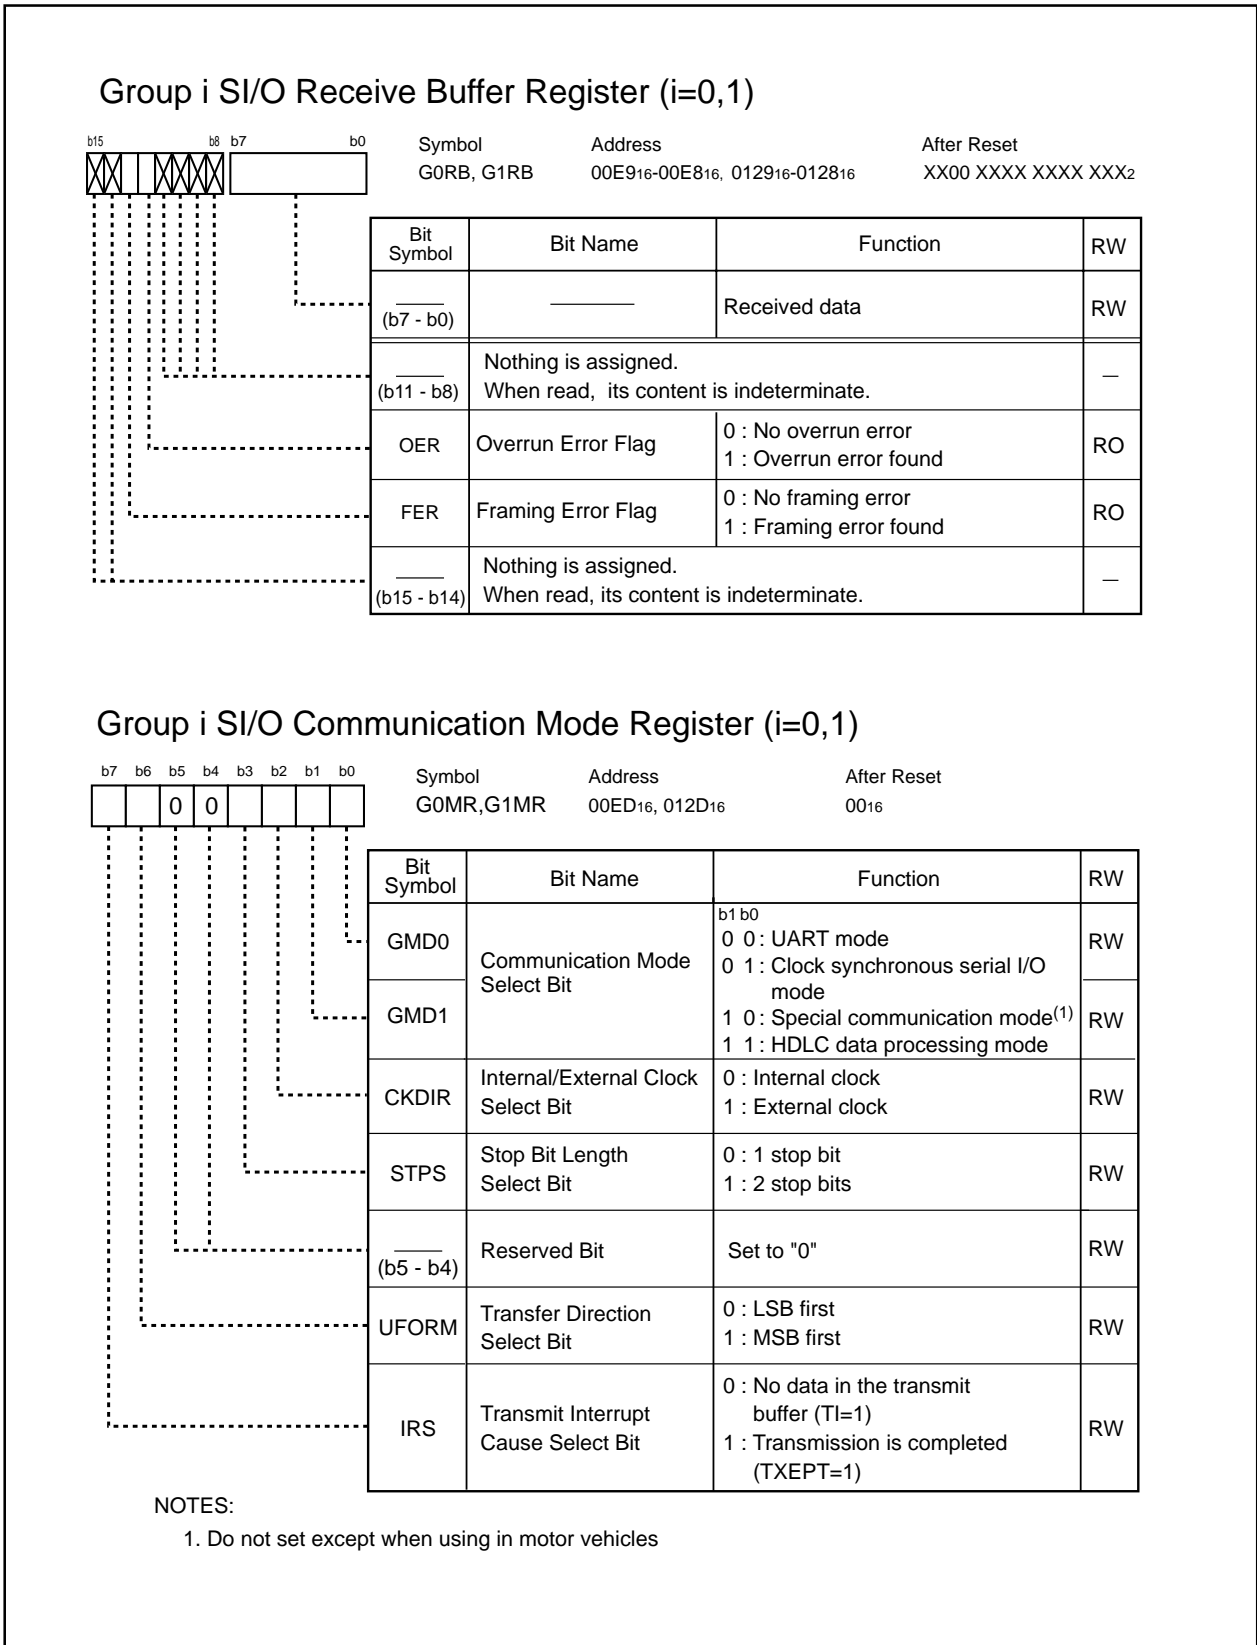 Group i SI/O Receive Buffer Register (i=0,1)
b15 b8 b7 b0
Symbol Address After Reset
G0RB, G1RB 00E916-00E816, 012916-012816 XX00 XXXX XXXX XXX2
Bit Symbol Bit Name Function RW
(b7 - b0) Received data RW
(b11 - b8) Nothing is assigned.
When read, its content is indeterminate. —
OER Overrun Error Flag 0 : No overrun error
1 : Overrun error found RO
FER Framing Error Flag 0 : No framing error
1 : Framing error found RO
(b15 - b14) Nothing is assigned.
When read, its content is indeterminate. —
Group i SI/O Communication Mode Register (i=0,1)
b7 b6 b5 b4 b3 b2 b1 b0
0 0
Symbol Address After Reset
G0MR,G1MR 00ED16, 012D16 0016
Bit Symbol Bit Name Function RW
GMD0 RW
GMD1 RW
Communication Mode
Select Bit
b1 b0
0 0 : UART mode
0 1 : Clock synchronous serial I/O
mode
1 0 : Special communication mode(1)
1 1 : HDLC data processing mode
CKDIR Internal/External Clock
Select Bit
0 : Internal clock
1 : External clock RW
STPS Stop Bit Length
Select Bit
0 : 1 stop bit
1 : 2 stop bits RW
(b5 - b4) Reserved Bit Set to "0" RW
UFORM Transfer Direction
Select Bit
0 : LSB first
1 : MSB first RW
IRS Transmit Interrupt
Cause Select Bit
0 : No data in the transmit
buffer (TI=1)
1 : Transmission is completed
(TXEPT=1) RW
NOTES:
1. Do not set except when using in motor vehicles